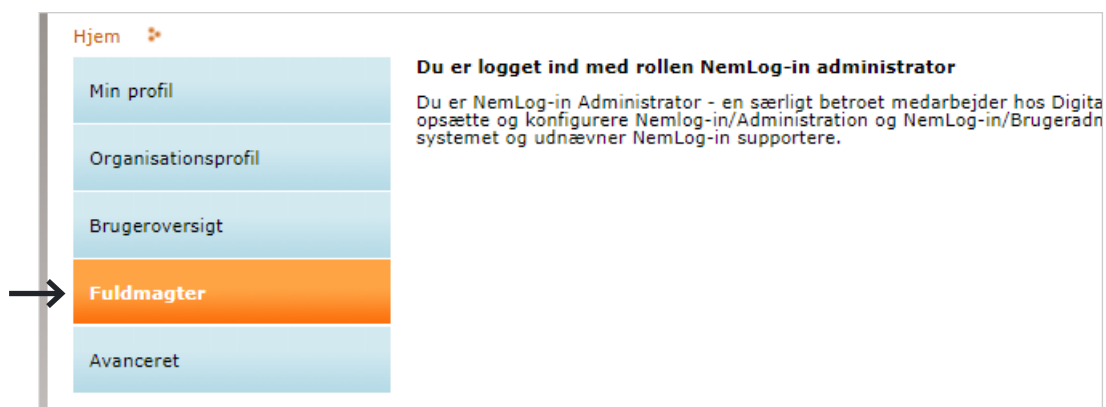 Hjem
Min profil
Organisationsprofil
Brugeroversigt
Fuldmagter
Avanceret
Du er logget ind med rollen NemLog-in administrator
Du er NemLog-in Administrator - en særligt betroet medarbejder hos Digita
opsætte og konfigurere Nemlog-in/Administration og NemLog-in/Brugeradn
systemet og udnævner NemLog-in supportere.